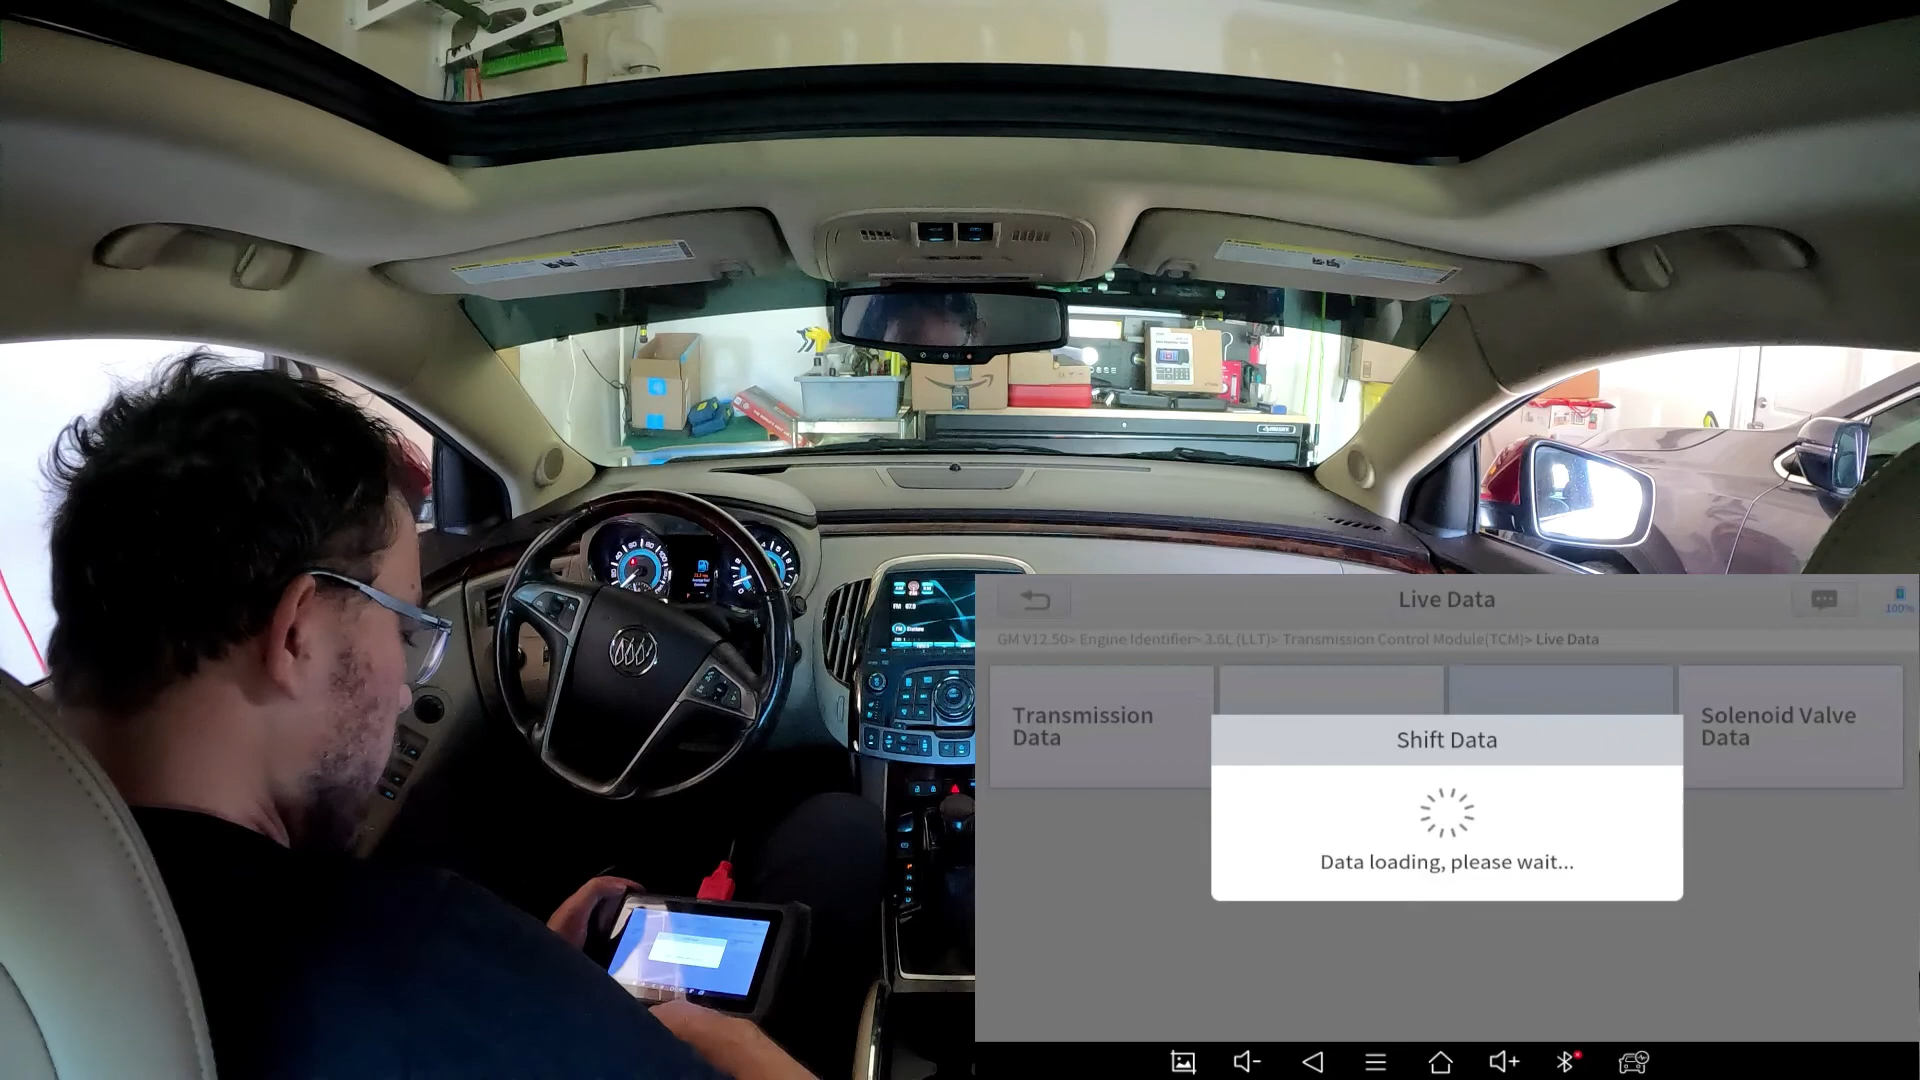 Live Data
100%
GM V12.50> Engine Identifier> 3.6L (LLT)> Transmission Control Module(TCM)> Live Data
Transmission
Data
Solenoid Valve
Data
Shift Data
Data loading, please wait...